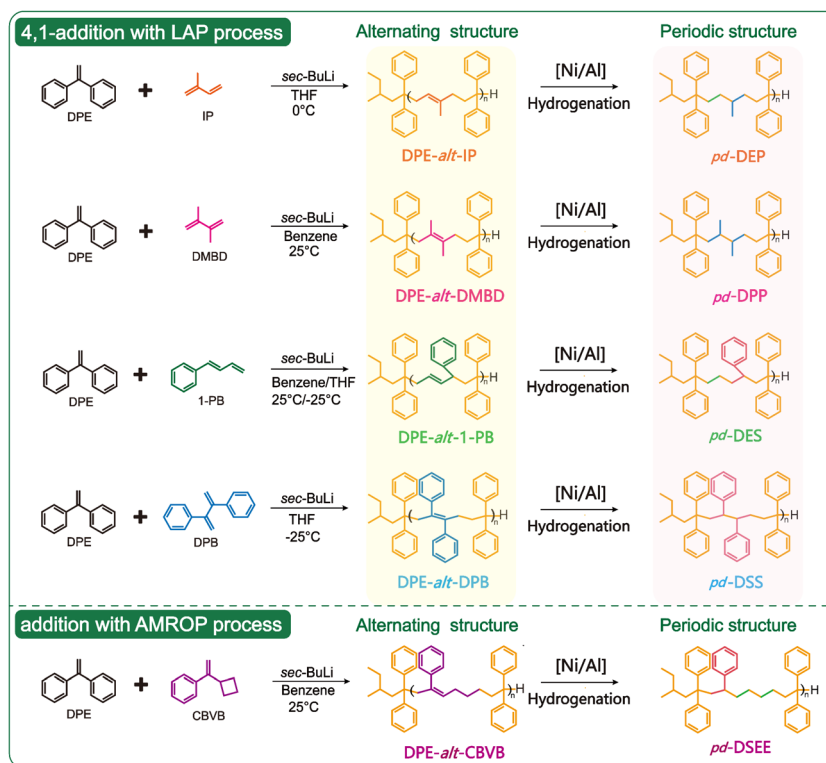 4,1-addition with LAP process
Alternating structure
Periodic structure
DPE
+
IP
sec-BuLi
THF
0°C
( )n H
DPE-alt-IP
[Ni/Al]
Hydrogenation
)n H
pd-DEP
DPE
+
DMBD
sec-BuLi
Benzene
25°C
( )n H
DPE-alt-DMBD
[Ni/Al]
Hydrogenation
)n H
pd-DPP
DPE
+
1-PB
sec-BuLi
Benzene/THF
25°C/-25°C
( )n H
DPE-alt-1-PB
[Ni/Al]
Hydrogenation
)n H
pd-DES
DPE
+
DPB
sec-BuLi
THF
-25°C
( )n H
DPE-alt-DPB
[Ni/Al]
Hydrogenation
)n H
pd-DSS
addition with AMROP process
Alternating structure
Periodic structure
DPE
+
CBVB
sec-BuLi
Benzene
25°C
( )n H
DPE-alt-CBVB
[Ni/Al]
Hydrogenation
)n H
pd-DSEE